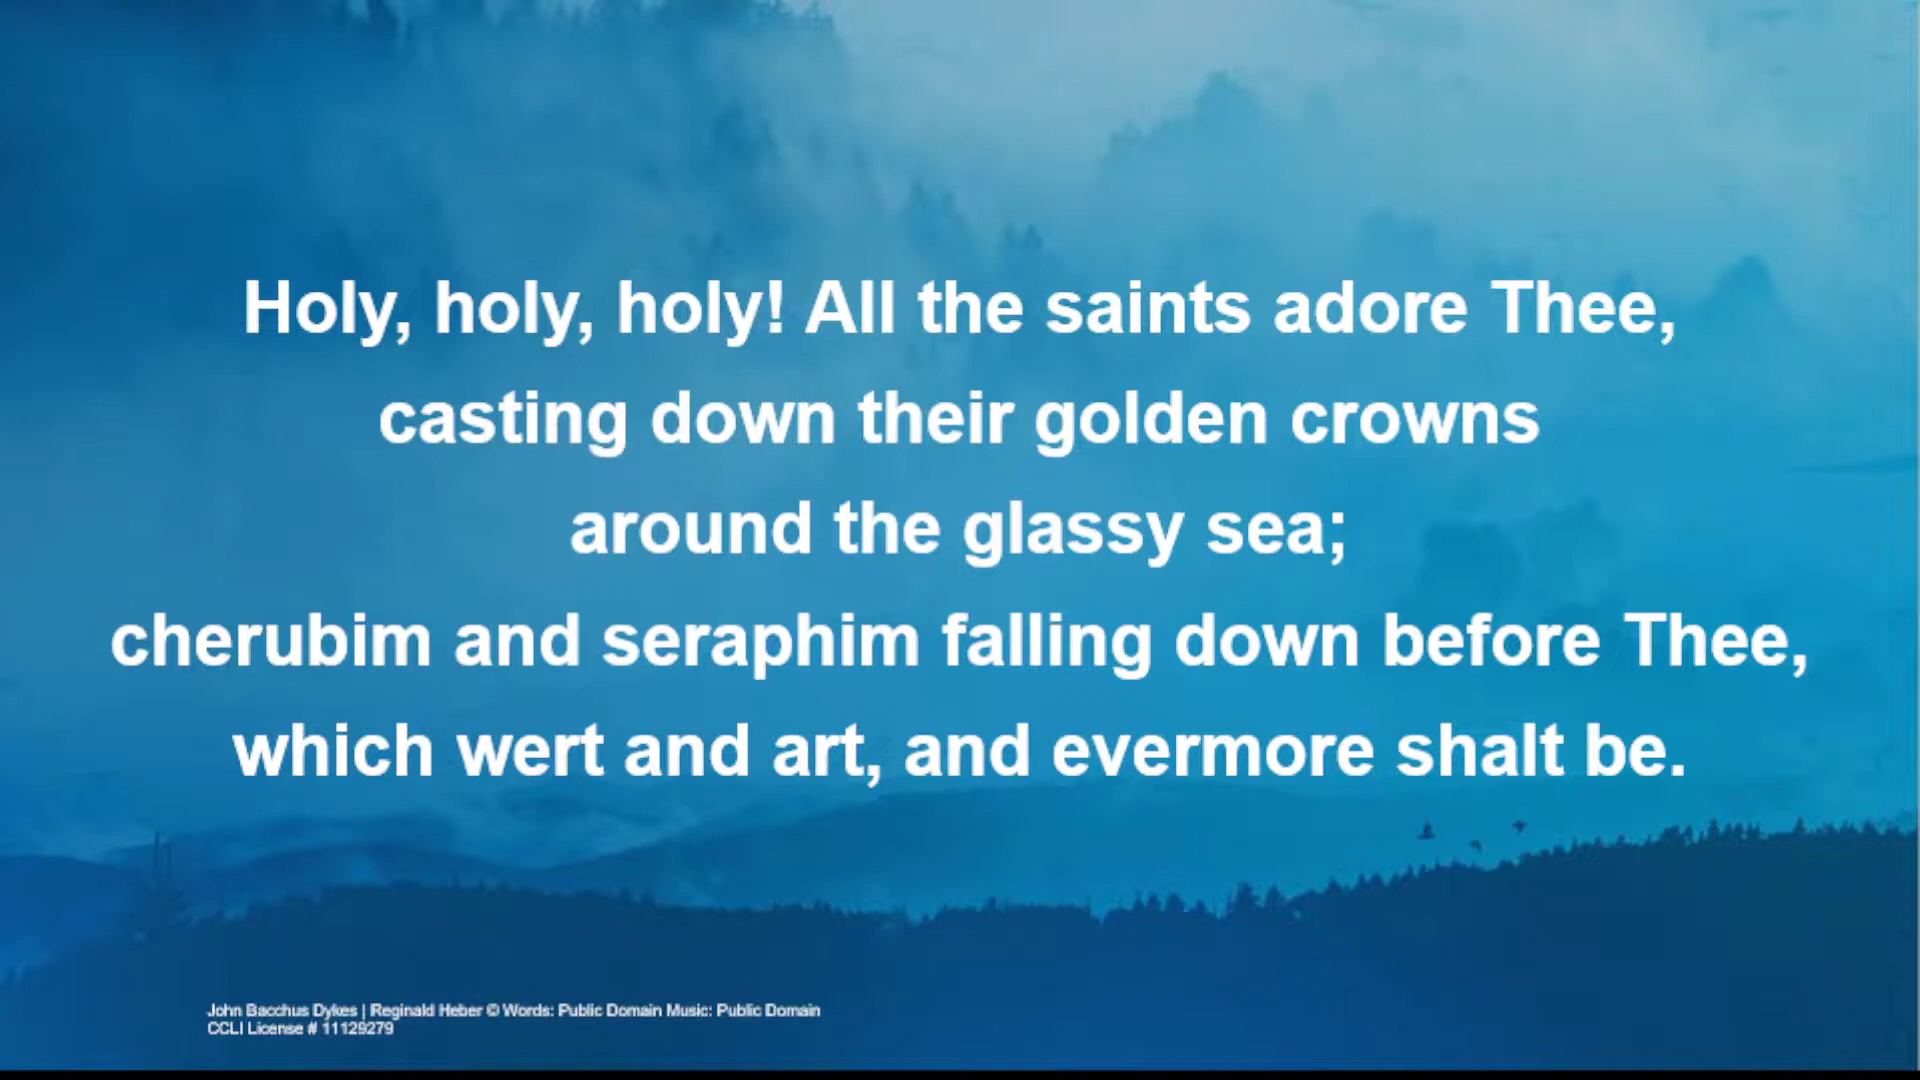 Holy, holy, holy! All the saints adore Thee,
casting down their golden crowns
around the glassy sea;
cherubim and seraphim falling down before Thee,
which wert and art, and evermore shalt be.
John Bacchus Dykes | Reginald Heber © Words: Public Domain Music: Public Domain
CCLI License # 11129279